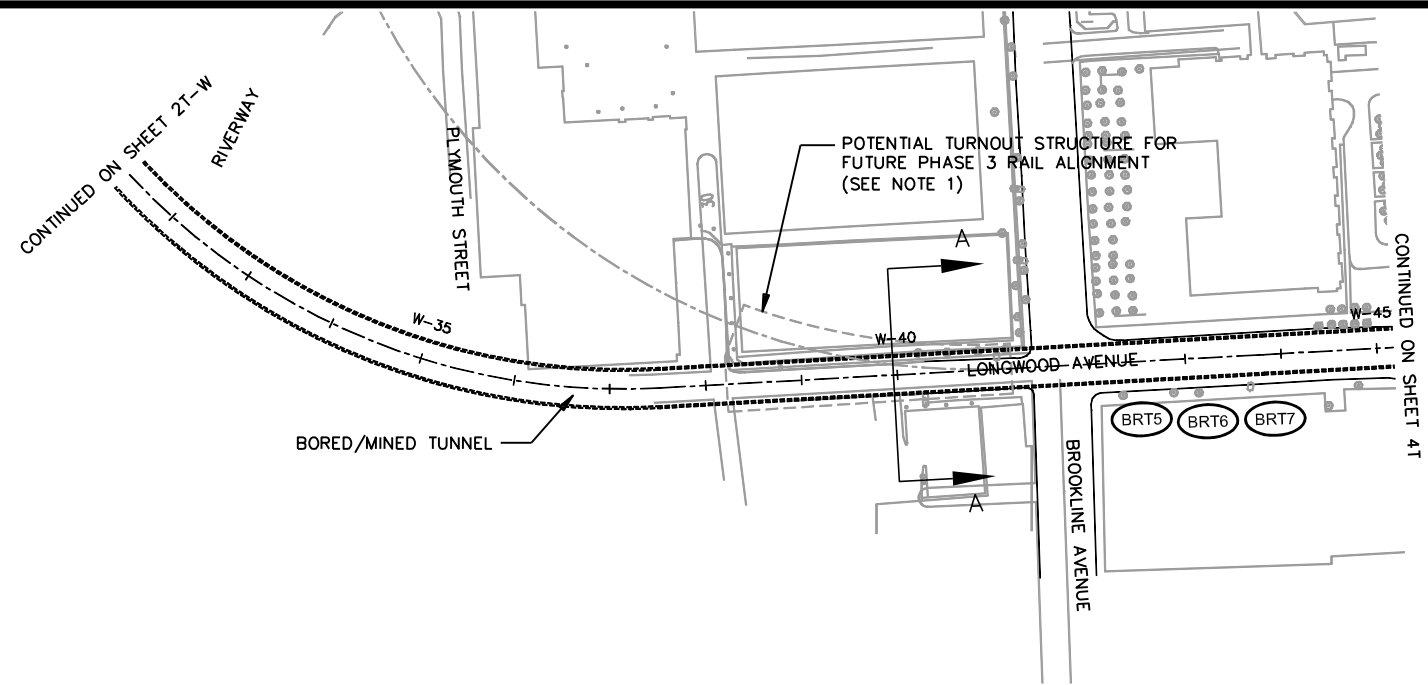 CONTINUED ON SHEET 2T-W
RIVERWAY
PLYMOUTH STREET
30
POTENTIAL TURNOUT STRUCTURE FOR
FUTURE PHASE 3 RAIL ALIGNMENT
(SEE NOTE 1)
A
W-35
W-40
W-45
LONGWOOD AVENUE
CONTINUED ON SHEET 4T
BORED/MINED TUNNEL
BRT5
BRT6
BRT7
A
BROOKLINE AVENUE